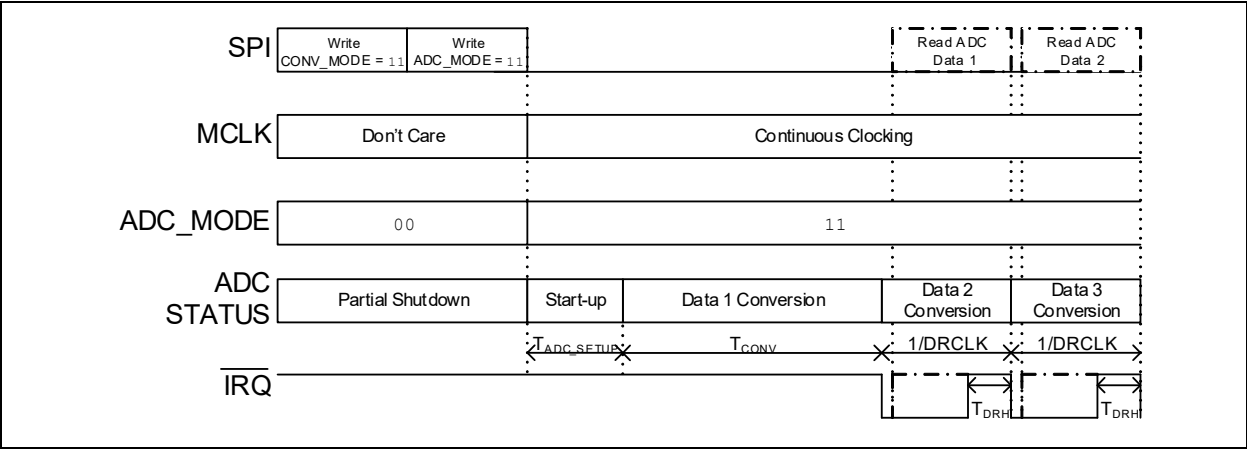 SPI
Write
CONV_MODE = 11
Write
ADC_MODE = 11
Read ADC
Data 1
Read ADC
Data 2
MCLK
Don't Care
Continuous Clocking
ADC_MODE
00
11
ADC
STATUS
Partial Shutdown
Start-up
Data 1 Conversion
Data 2
Conversion
Data 3
Conversion
TADC_SETUP
TCONV
1/DRCLK
1/DRCLK
IRQ
TDRH
TDRH